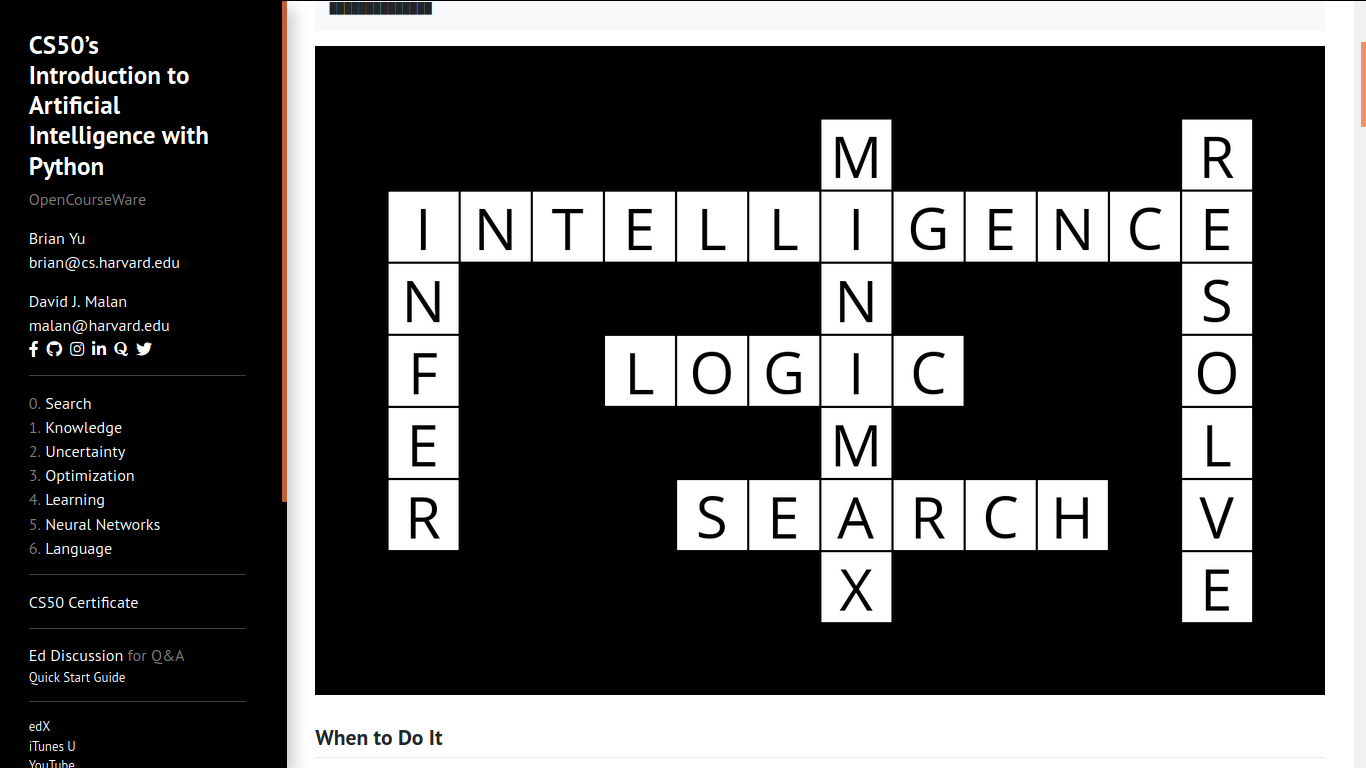 CS50’s
Introduction to
Artificial
Intelligence with
Python
OpenCourseWare
Brian Yu
brian@cs.harvard.edu
David J. Malan
malan@harvard.edu
0. Search
1. Knowledge
2. Uncertainty
3. Optimization
4. Learning
5. Neural Networks
6. Language
CS50 Certificate
Ed Discussion for Q&A
Quick Start Guide
edX
iTunes U
YouTube
M R
INTELLIGENCE
N N S
F LOGIC O
E M L
R SEARCH V
X E
When to Do It